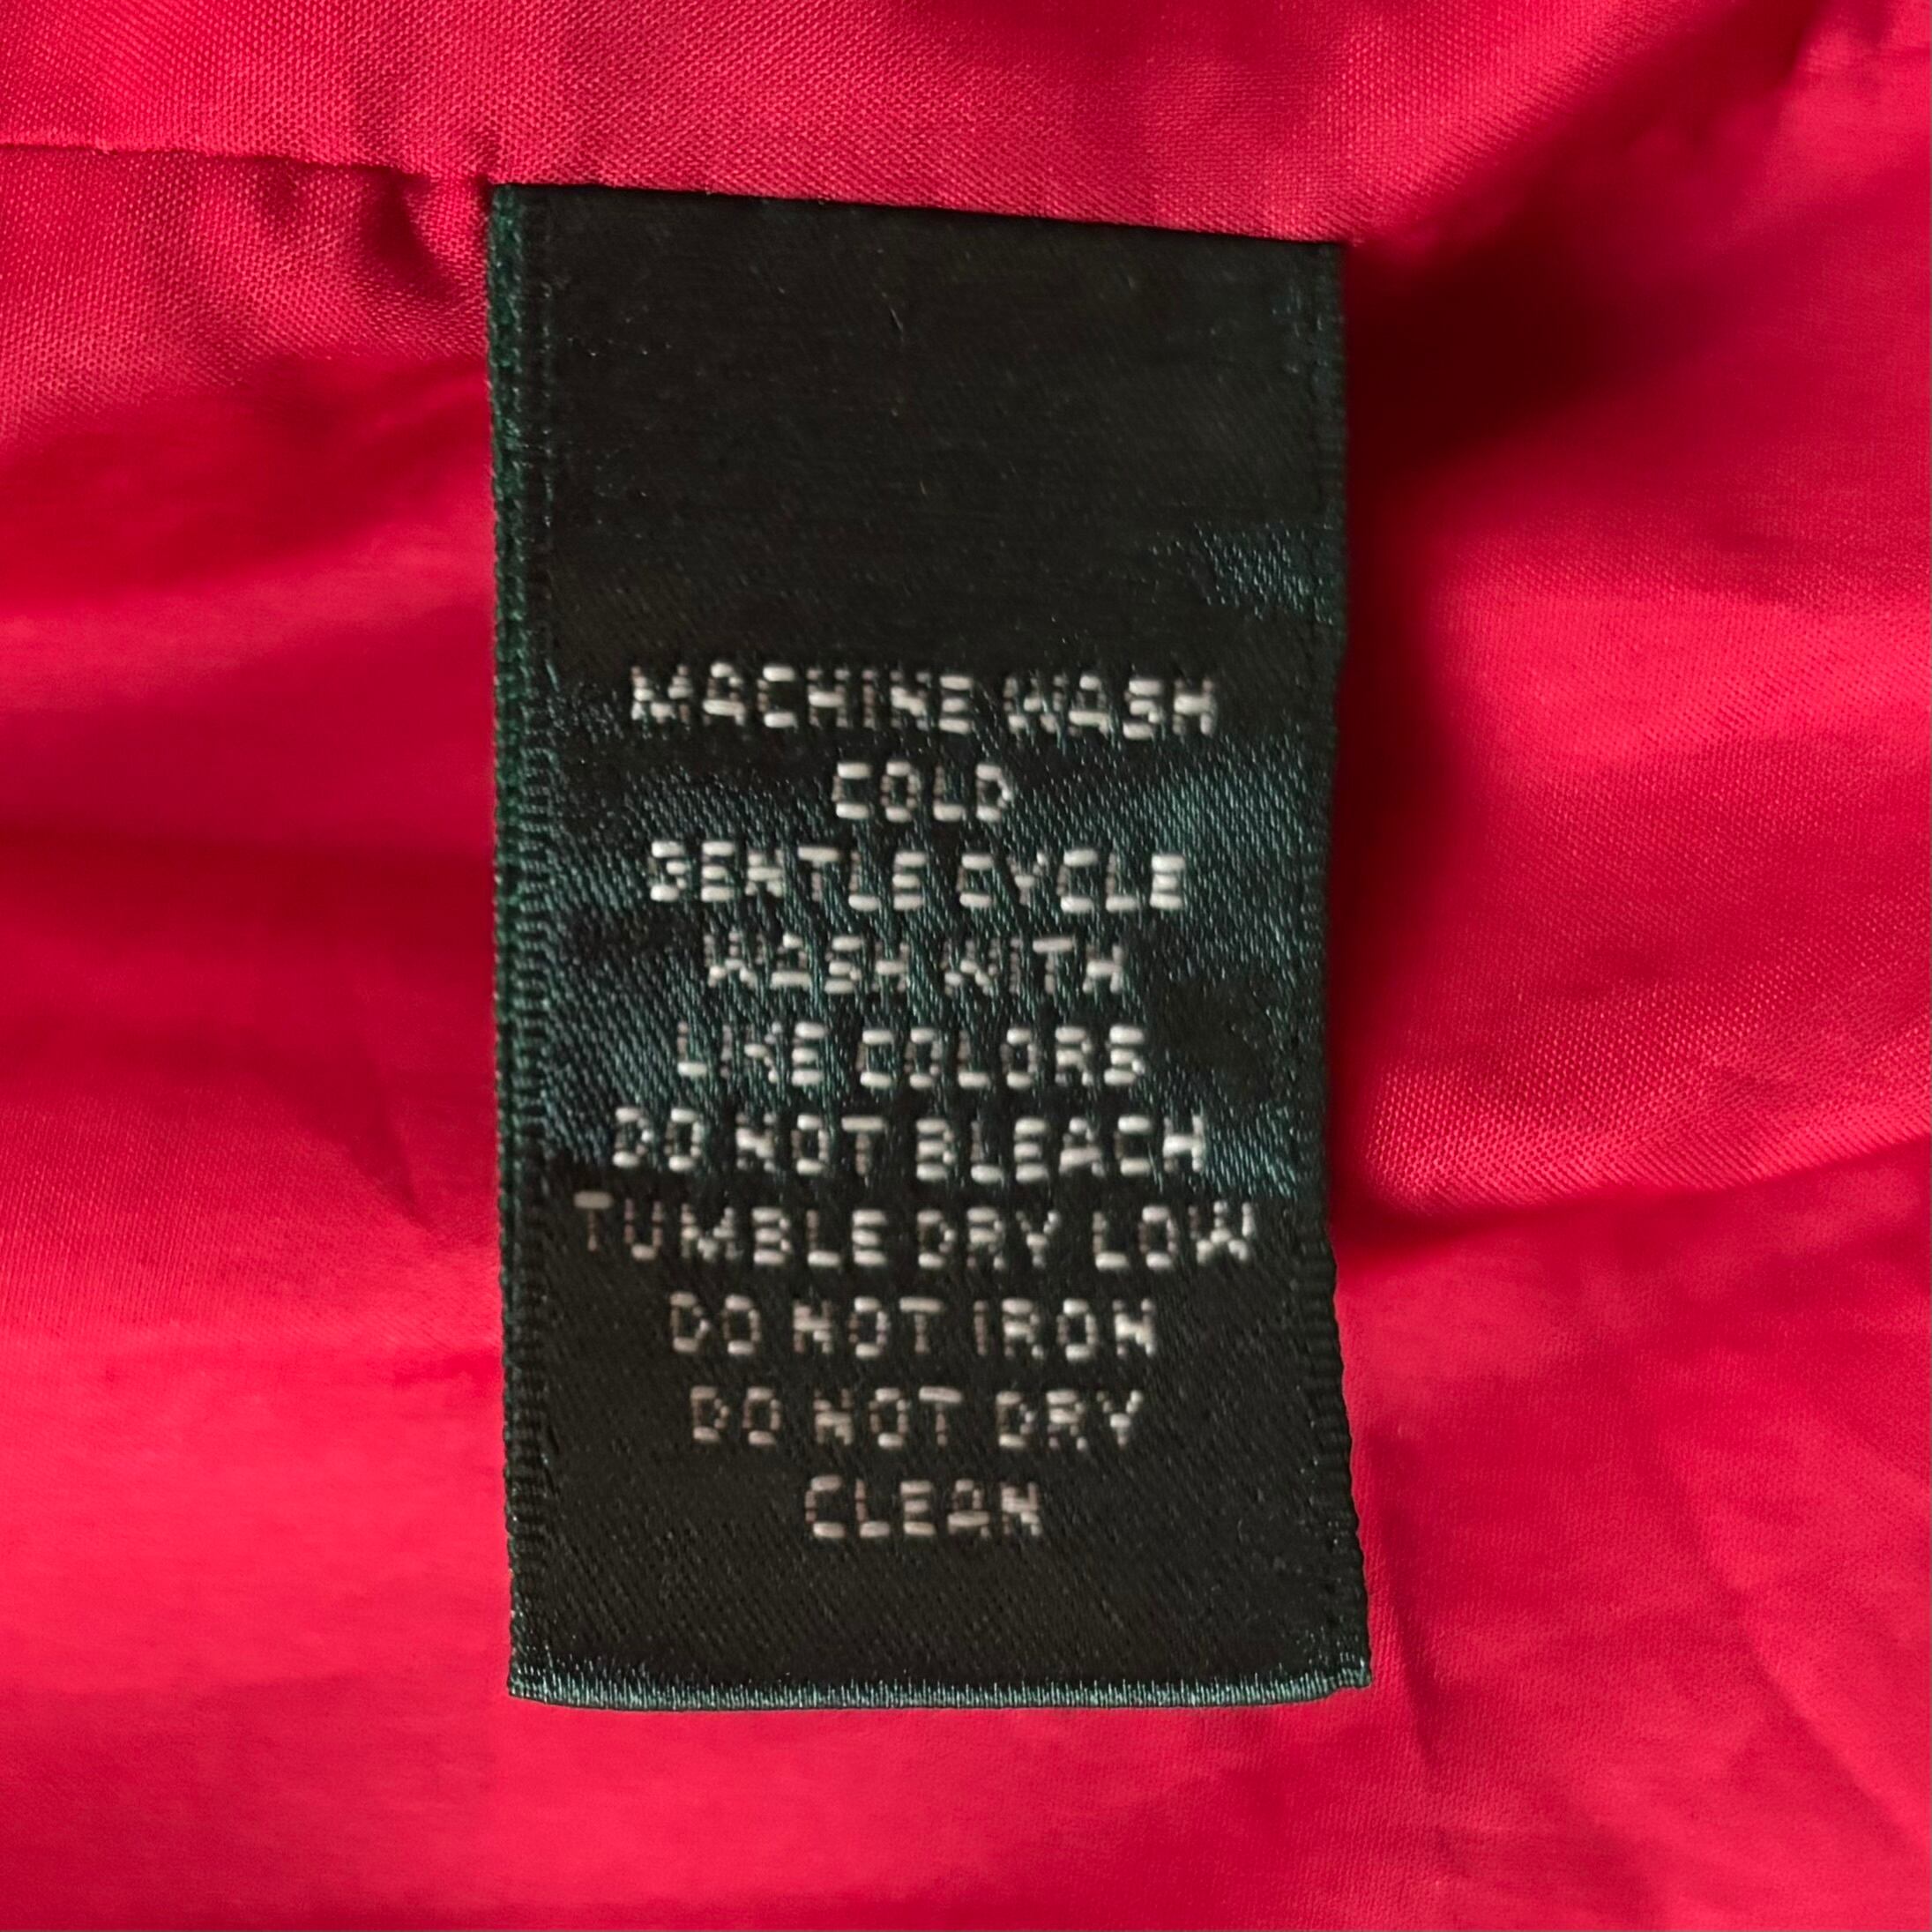 MACHINE WASH
COLD
GENTLE CYCLE
WASH WITH
LIKE COLORS
DO NOT BLEACH
TUMBLE DRY LOW
DO NOT IRON
DO NOT DRY
CLEAN